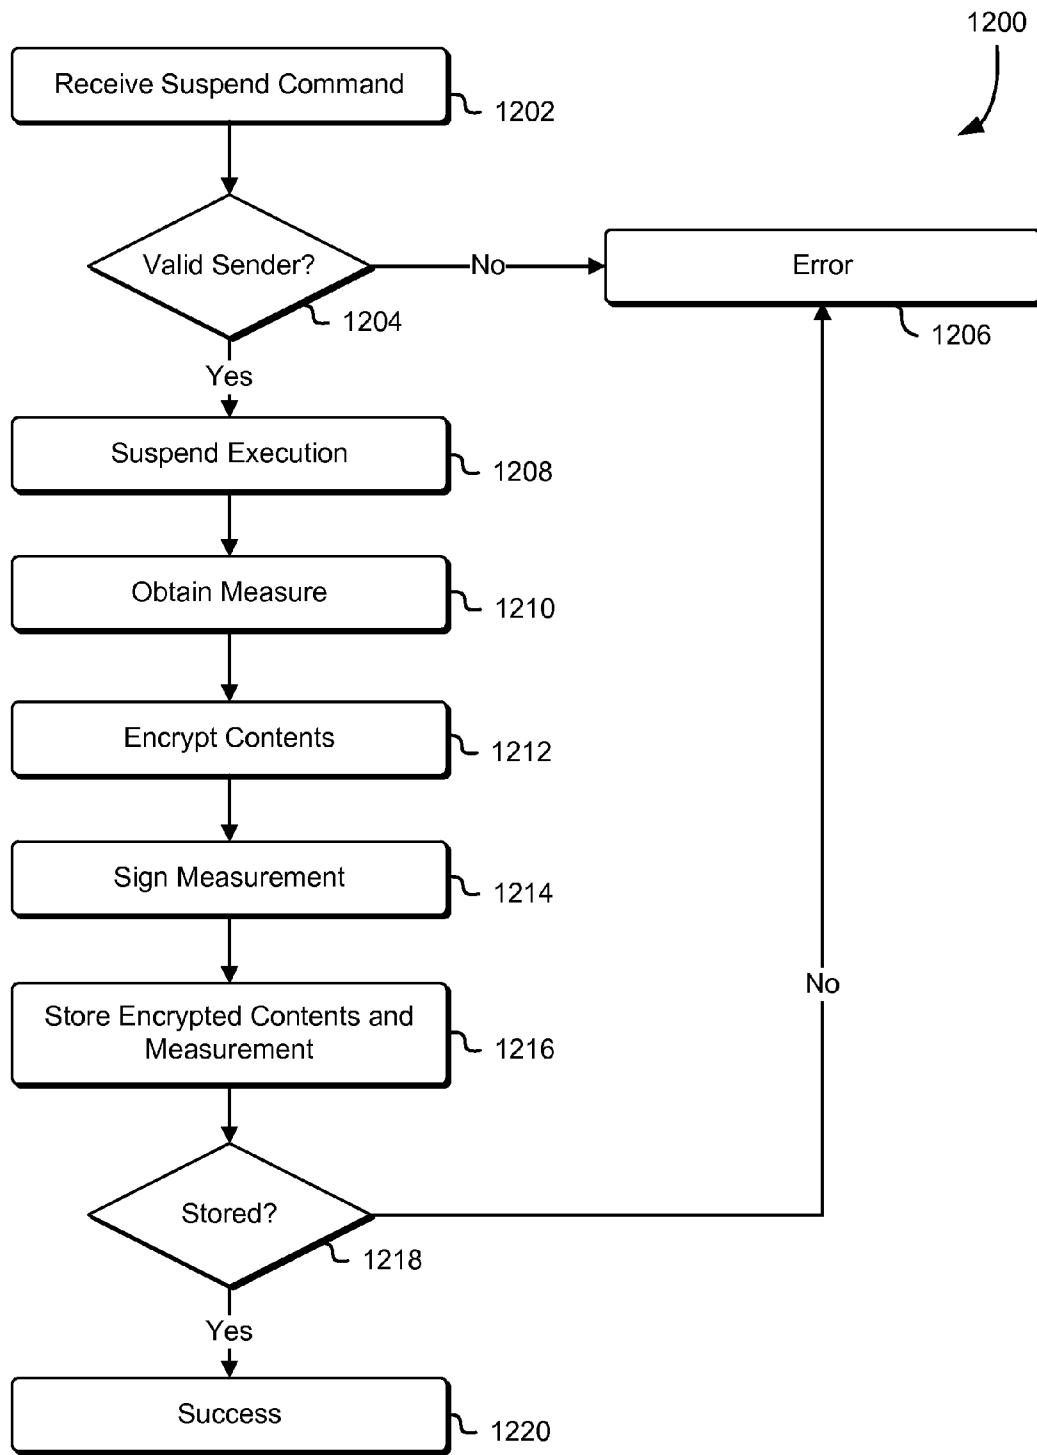 1200
Receive Suspend Command
1202
Valid Sender?
No
Error
1204
1206
Yes
Suspend Execution
1208
Obtain Measure
1210
Encrypt Contents
1212
Sign Measurement
1214
Store Encrypted Contents and
Measurement
1216
No
Stored?
1218
Yes
Success
1220